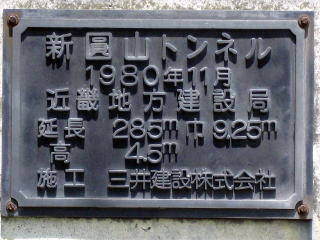 新圓山トンネル
1980年11月
近畿地方建設局
延長 285m 巾 9.25m
高 4.5m
施工 三井建設株式会社